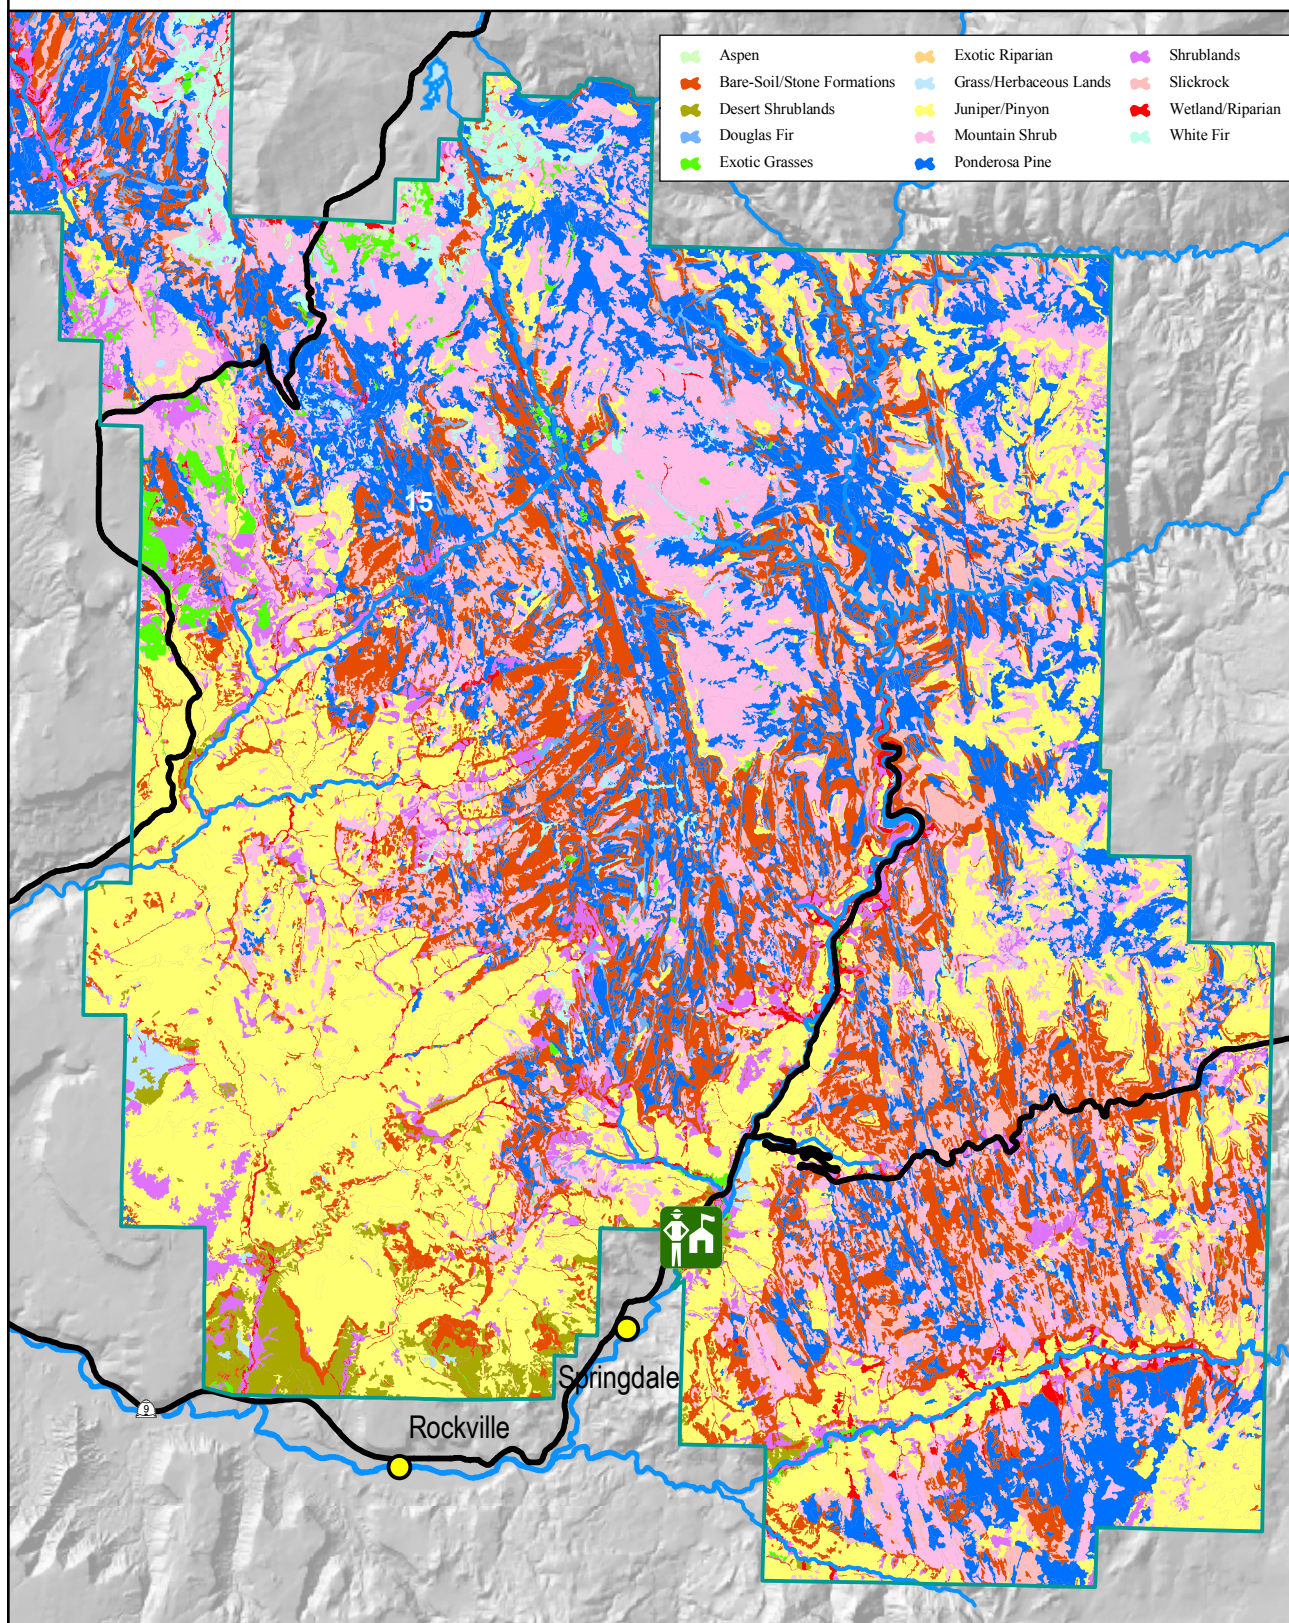 Aspen
Bare-Soil/Stone Formations
Desert Shrublands
Douglas Fir
Exotic Grasses
Exotic Riparian
Grass/Herbaceous Lands
Juniper/Pinyon
Mountain Shrub
Ponderosa Pine
Shrublands
Slickrock
Wetland/Riparian
White Fir
15
Springdale
9
Rockville